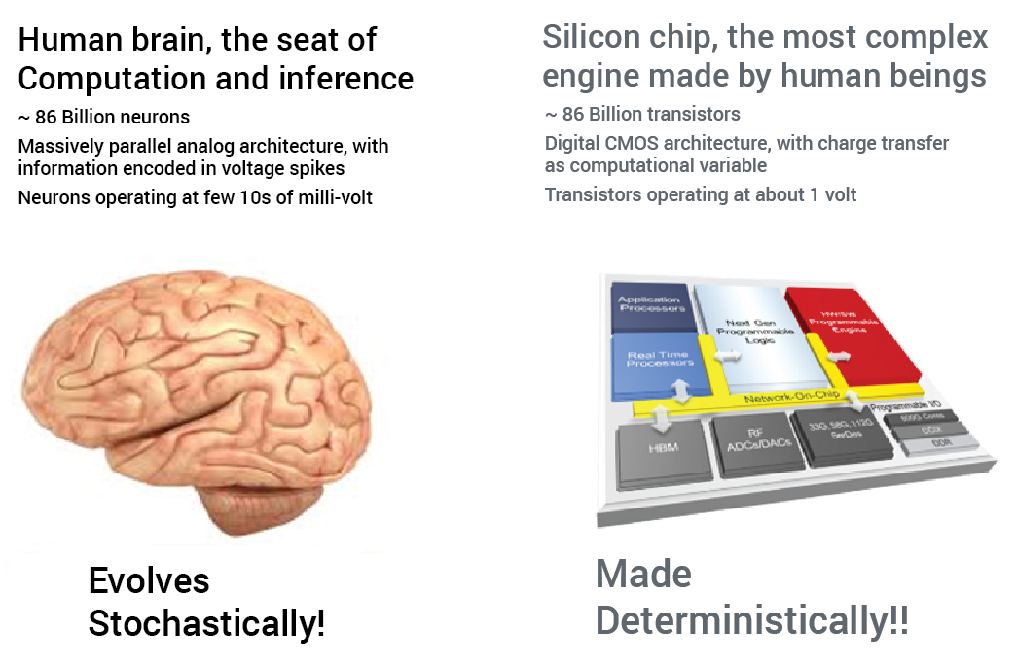 Human brain, the seat of
Computation and inference
~ 86 Billion neurons
Massively parallel analog architecture, with
information encoded in voltage spikes
Neurons operating at few 10s of milli-volt
Evolves
Stochastically!
Silicon chip, the most complex
engine made by human beings
~ 86 Billion transistors
Digital CMOS architecture, with charge transfer
as computational variable
Transistors operating at about 1 volt
Application
Processors
Real Time
Processors
Next Gen
Programmable
Logic
HW/SW
Programmable
Engine
Network-On-Chip
HBM
RF
ADCs/DACs
33G, 58G, 112G
SerDes
Programmable I/O
600G Cores
DDR
Made
Deterministically!!